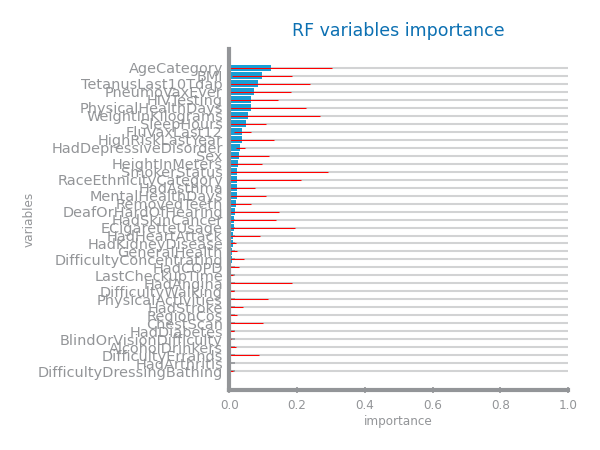 RF variables importance
AgeCategory
BMI
TetanusLast10Tdap
PneumoVaxEver
HIVTesting
PhysicalHealthDays
WeightInKilograms
SleepHours
FluVaxLast12
HighRiskLastYear
HadDepressiveDisorder
Sex
HeightInMeters
SmokerStatus
RaceEthnicityCategory
HadAsthma
MentalHealthDays
RemovedTeeth
DeafOrHardOfHearing
HadSkinCancer
ECigaretteUsage
HadHeartAttack
HadKidneyDisease
GeneralHealth
DifficultyConcentrating
HadCOPD
LastCheckupTime
HadAngina
DifficultyWalking
PhysicalActivities
HadStroke
RegionCos
ChestScan
HadDiabetes
BlindOrVisionDifficulty
AlcoholDrinkers
DifficultyErrands
HadArthritis
DifficultyDressingBathing
variables
0.0 0.2 0.4 0.6 0.8 1.0
importance